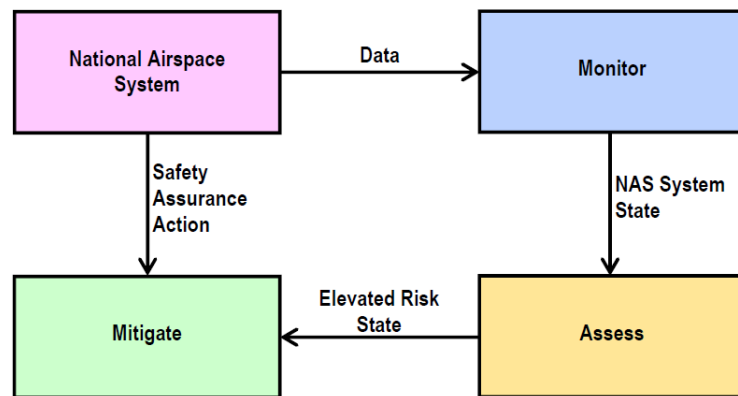 National Airspace
System
Data
Monitor
Safety
Assurance
Action
NAS System
State
Mitigate
Elevated Risk
State
Assess